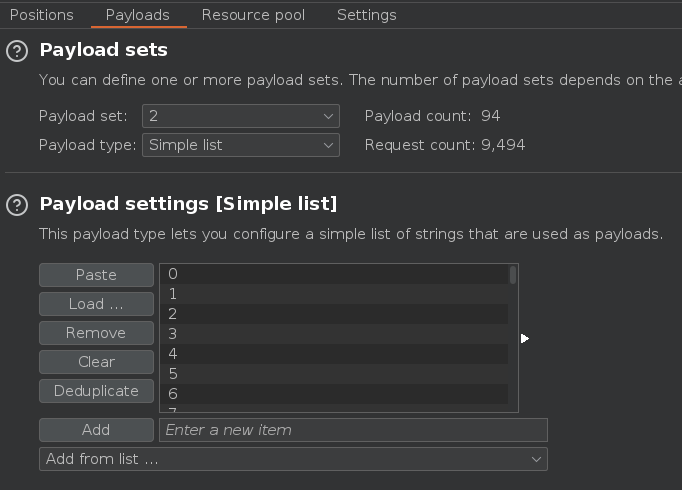 Positions Payloads Resource pool Settings
? Payload sets
You can define one or more payload sets. The number of payload sets depends on the
Payload set: 2 Payload count: 94
Payload type: Simple list Request count: 9,494
? Payload settings [Simple list]
This payload type lets you configure a simple list of strings that are used as payloads.
Paste
Load ...
Remove
Clear
Deduplicate
0
1
2
3
4
5
6
7
Add Enter a new item
Add from list ...